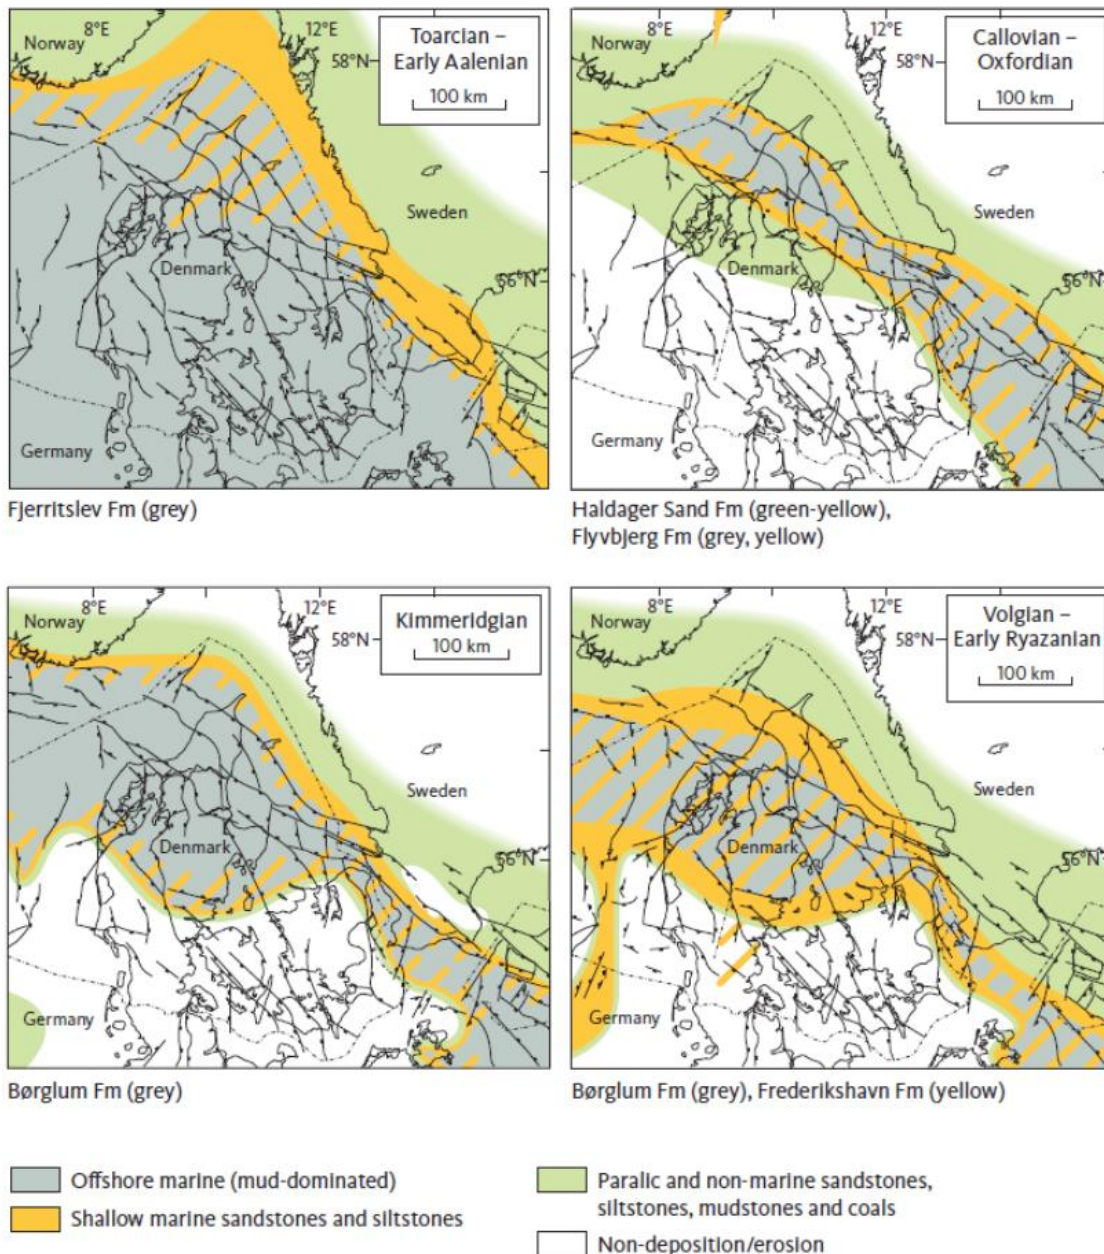 Norway
8°E
12°E
58°N
Toarcian –
Early Aalenian
100 km
Sweden
Denmark
56°N
Germany
Fjerritslev Fm (grey)
Norway
8°E
12°E
58°N
Callovian –
Oxfordian
100 km
Sweden
Denmark
56°N
Germany
Haldager Sand Fm (green-yellow),
Flyvbjerg Fm (grey, yellow)
Norway
8°E
12°E
58°N
Kimmeridgian
100 km
Sweden
Denmark
56°N
Germany
Børglum Fm (grey)
Norway
8°E
12°E
58°N
Volgian –
Early Ryazanian
100 km
Sweden
Denmark
56°N
Germany
Børglum Fm (grey), Frederikshavn Fm (yellow)
Offshore marine (mud-dominated)
Shallow marine sandstones and siltstones
Paralic and non-marine sandstones,
siltstones, mudstones and coals
Non-deposition/erosion